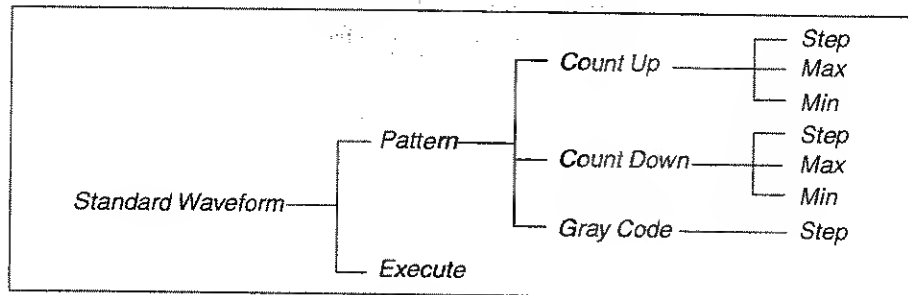 Step
Count Up Max
Min
Pattern Step
Count Down Max
Standard Waveform Min
Gray Code Step
Execute